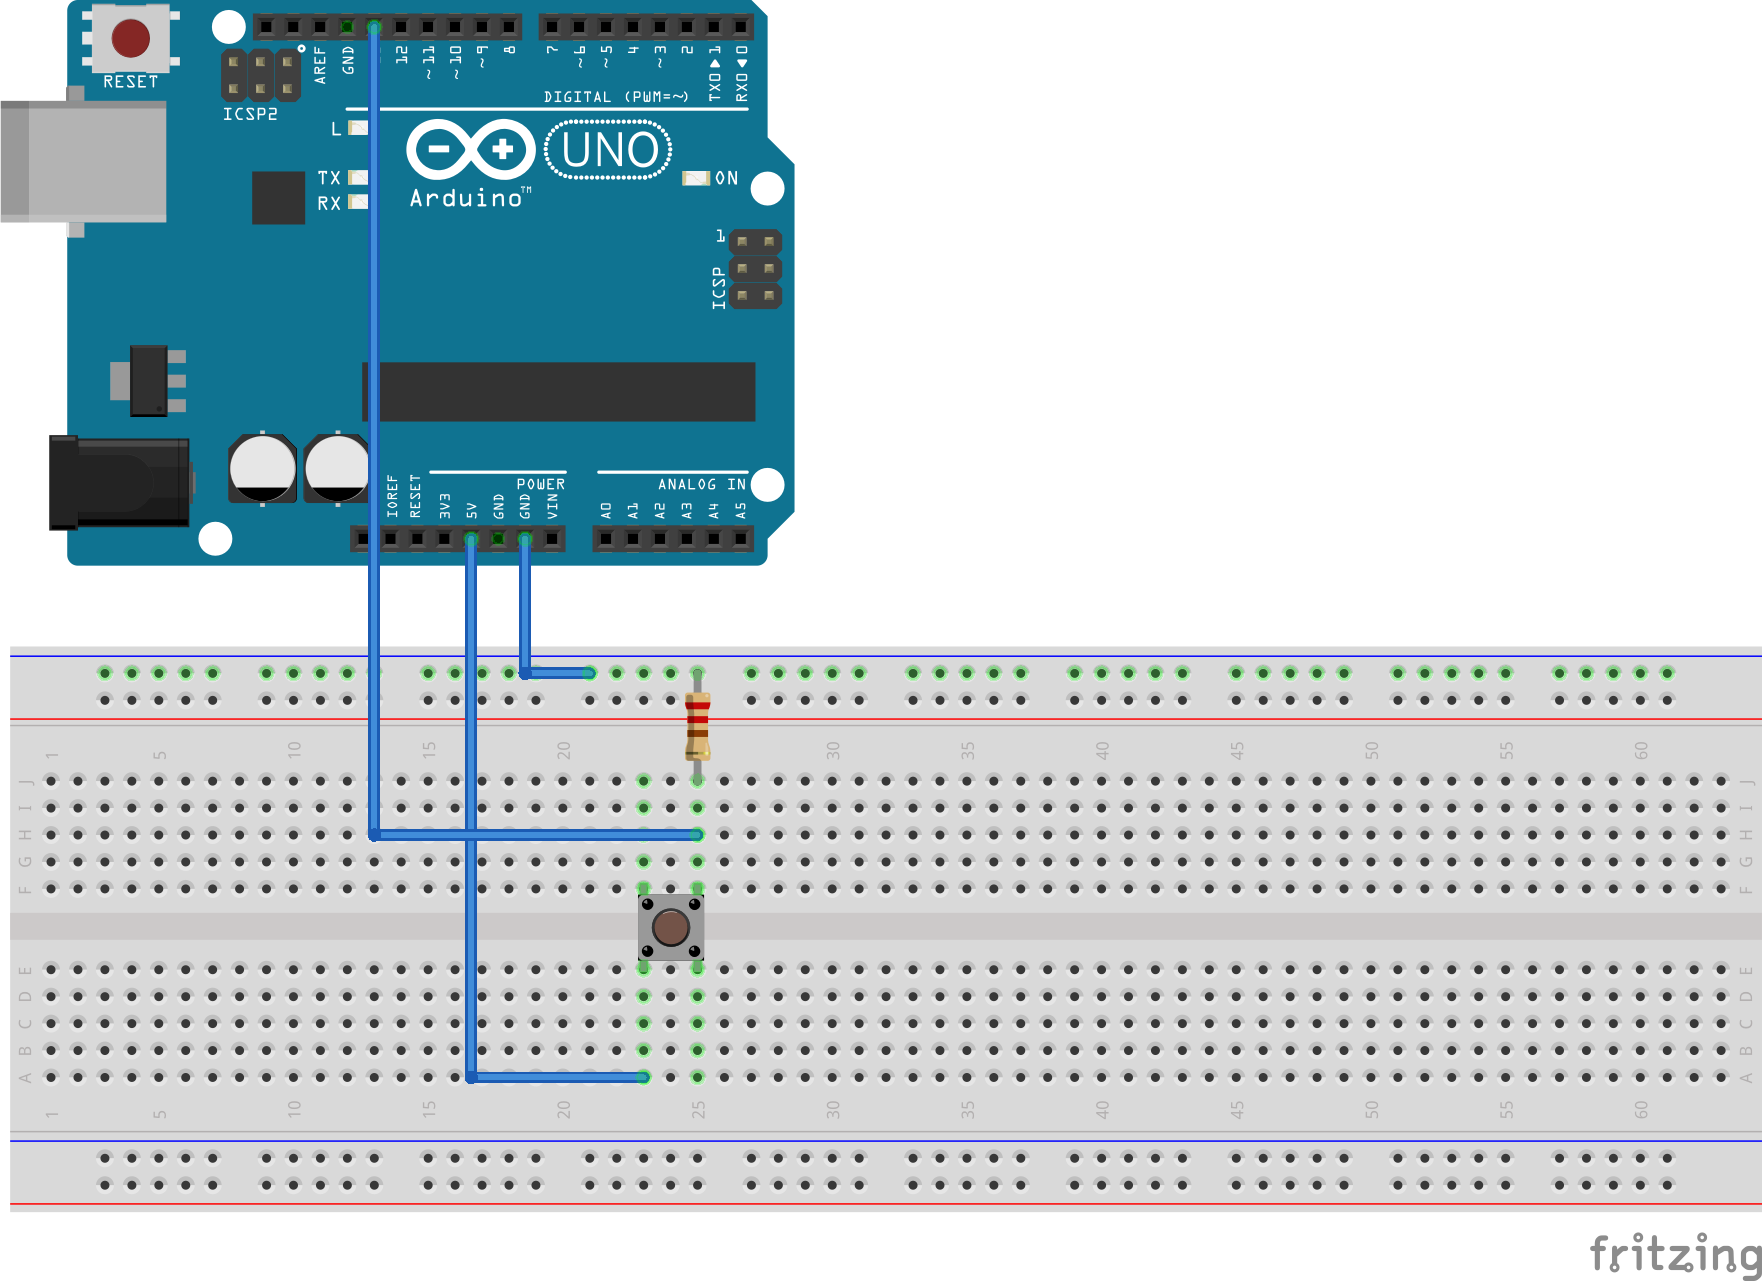 RESET
ICSP2
AREF
GND
12
~11
~10
~9
8
7
~6
~5
4
~3
2
TX0▶1
RX0◀0
DIGITAL (PWM=~)
L
TX
RX
UNO
Arduino™
ON
1
ICSP
POWER
ANALOG IN
IOREF
RESET
3V3
5V
GND
GND
VIN
A0
A1
A2
A3
A4
A5
1 5 10 15 20 30 35 40 45 50 55 60
J J
I I
H H
G G
F F
E E
D D
C C
B B
A A
1 5 10 15 20 25 30 35 40 45 50 55 60
fritzing